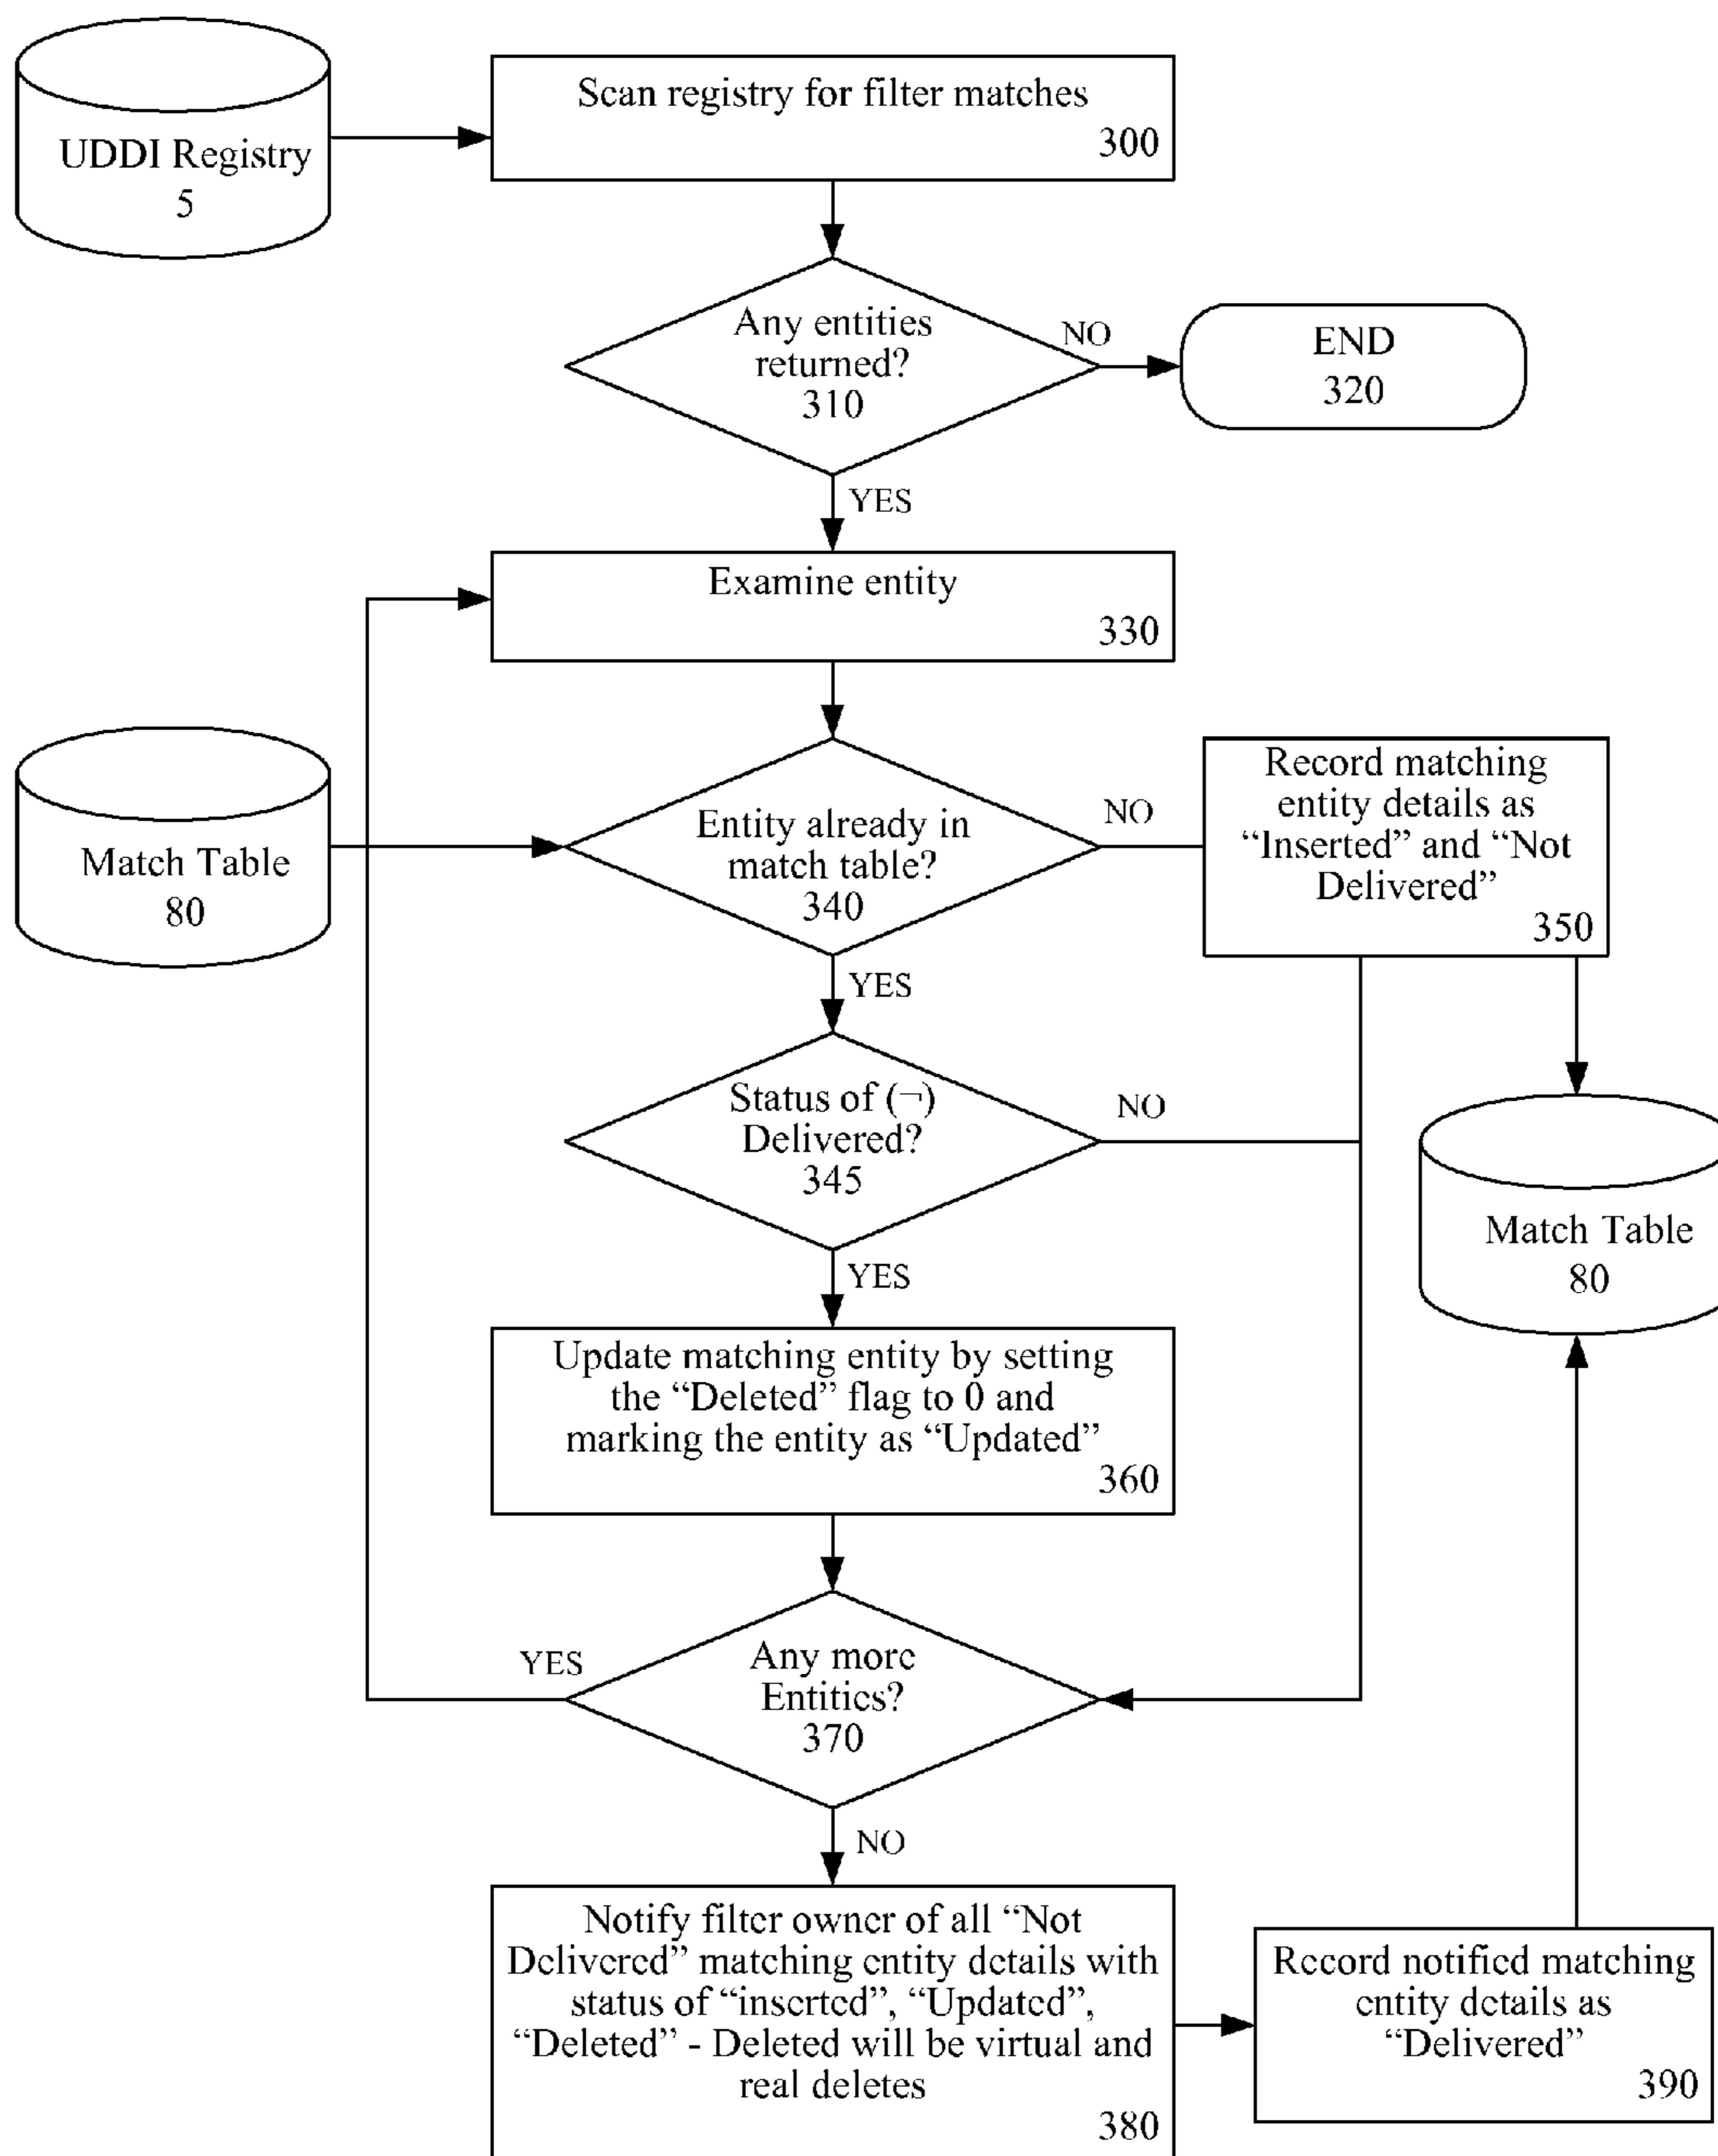 Scan registry for filter matches
300
UDDI Registry
5
Any entities
returned?
310
NO
END
320
YES
Examine entity
330
Match Table
80
Entity already in
match table?
340
NO
Record matching
entity details as
“Inserted” and “Not
Delivered”
350
YES
Status of (¬)
Delivered?
345
NO
Match Table
80
YES
Update matching entity by setting
the “Deleted” flag to 0 and
marking the entity as “Updated”
360
YES
Any more
Entities?
370
NO
Notify filter owner of all “Not
Delivered” matching entity details with
status of “inserted”, “Updated”,
“Deleted” - Deleted will be virtual and
real deletes
380
Record notified matching
entity details as
“Delivered”
390